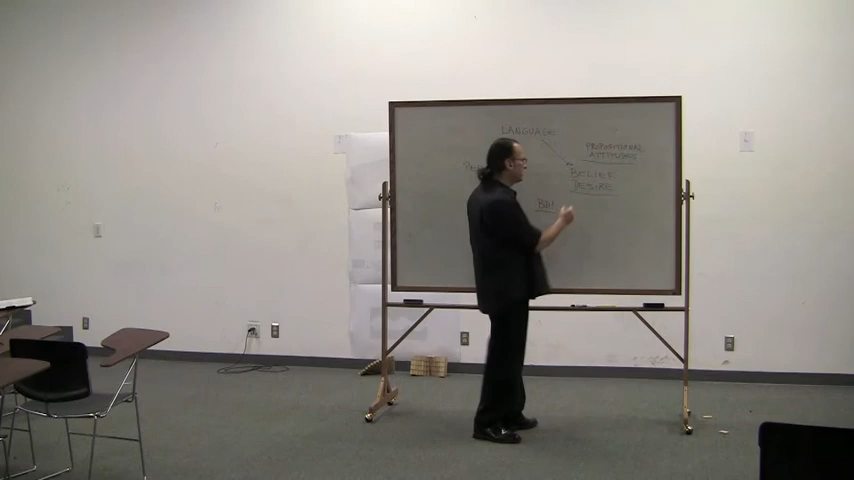 LANGUAGE
PROPOSITIONAL
ATTITUDES
BELIEF
DESIRE